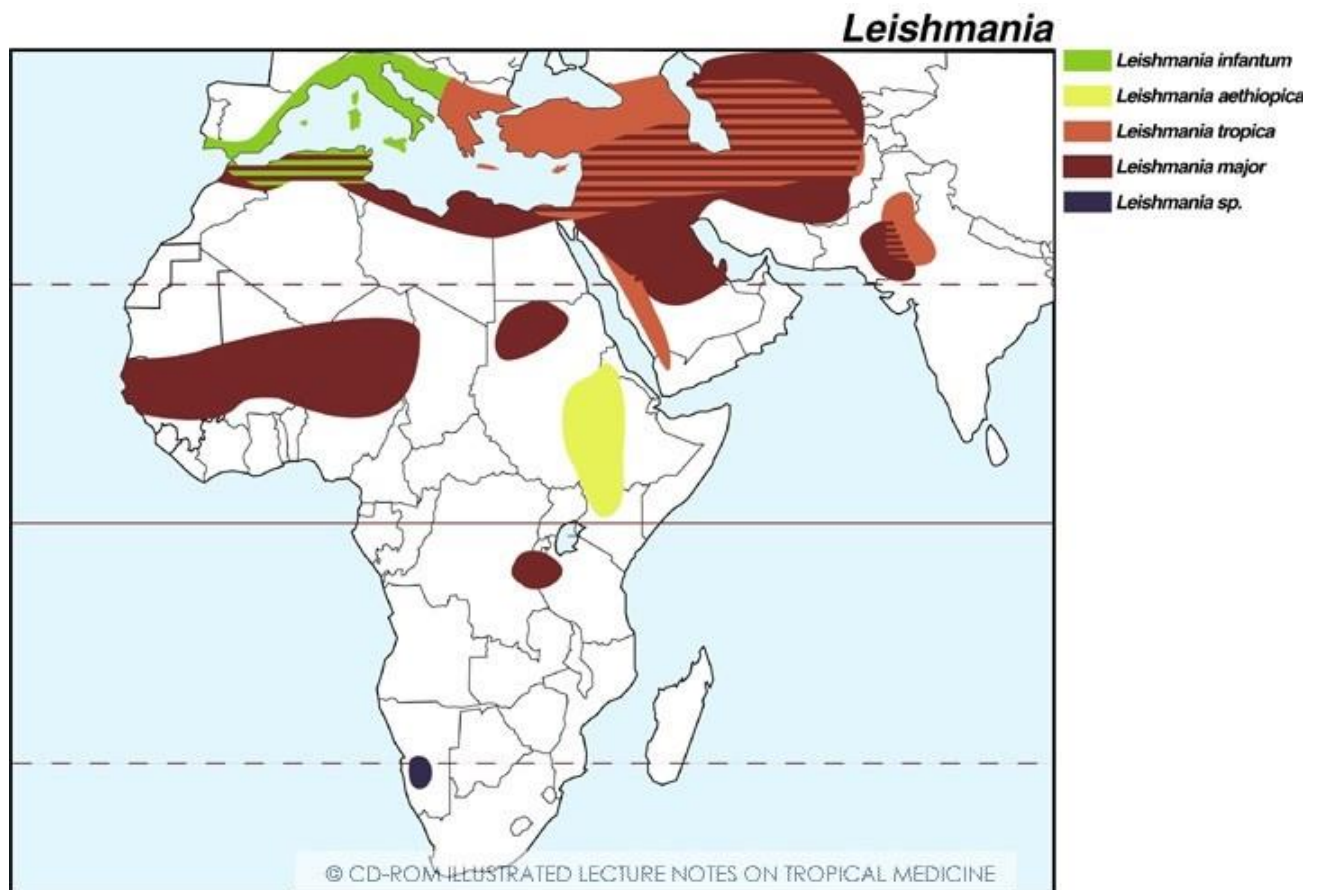 Leishmania
Leishmania infantum
Leishmania aethiopica
Leishmania tropica
Leishmania major
Leishmania sp.
© CD-ROM ILLUSTRATED LECTURE NOTES ON TROPICAL MEDICINE